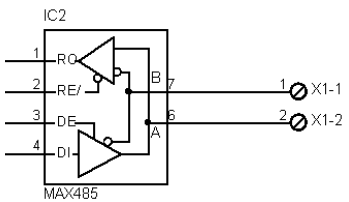 IC2
1 RO
2 RE/
3 DE
4 DI
B 7
A 6
1 X1-1
2 X1-2
MAX485